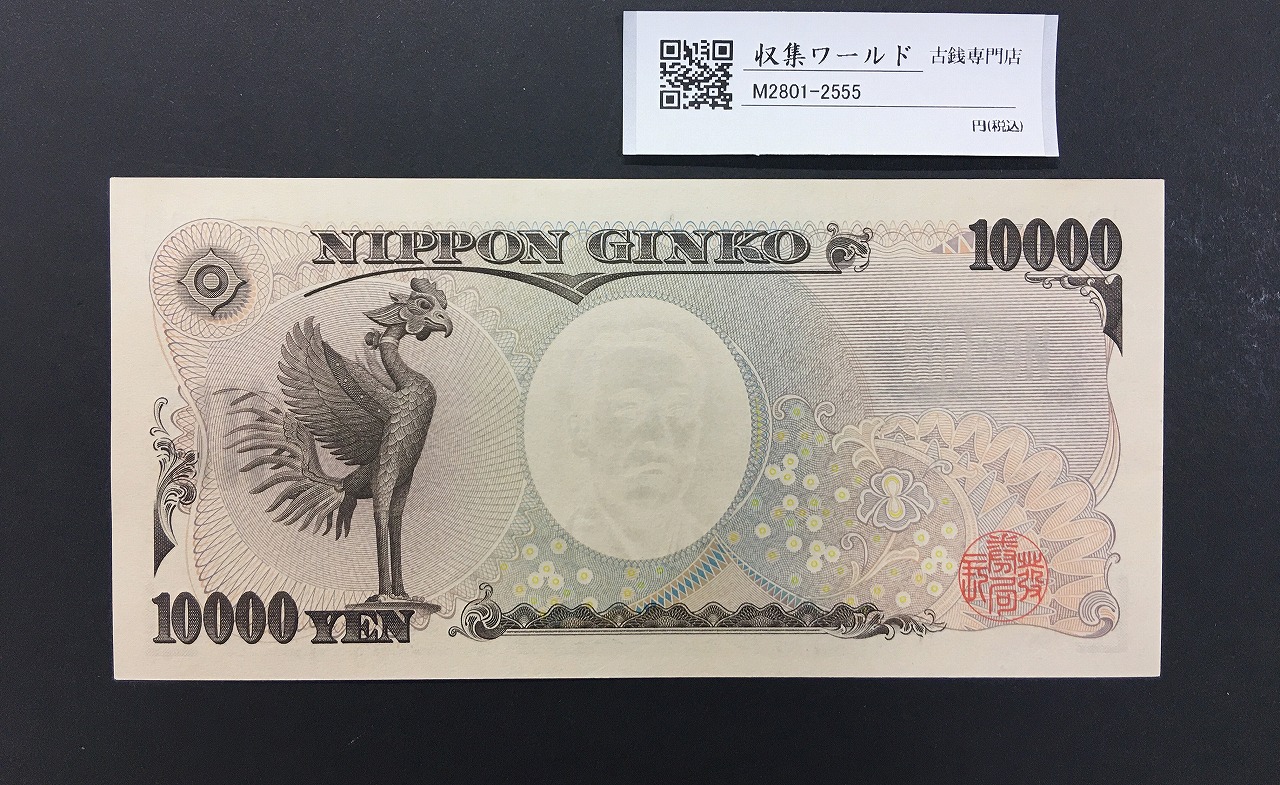 収集ワールド 古銭専門店
M2801-2555
円(税込)
NIPPON GINKO
10000
10000 YEN